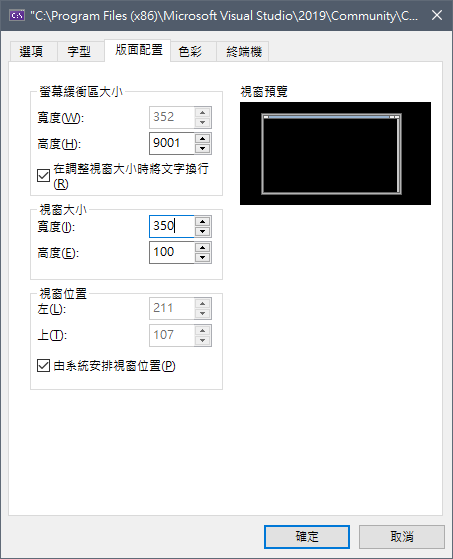 "C:\Program Files (x86)\Microsoft Visual Studio\2019\Community\C...
選項
字型
版面配置
色彩
終端機
螢幕緩衝區大小
寬度(W):
352
高度(H):
9001
在調整視窗大小時將文字換行
(R)
視窗大小
寬度(I):
350
高度(E):
100
視窗位置
左(L):
211
上(T):
107
由系統安排視窗位置(P)
視窗預覽
確定
取消